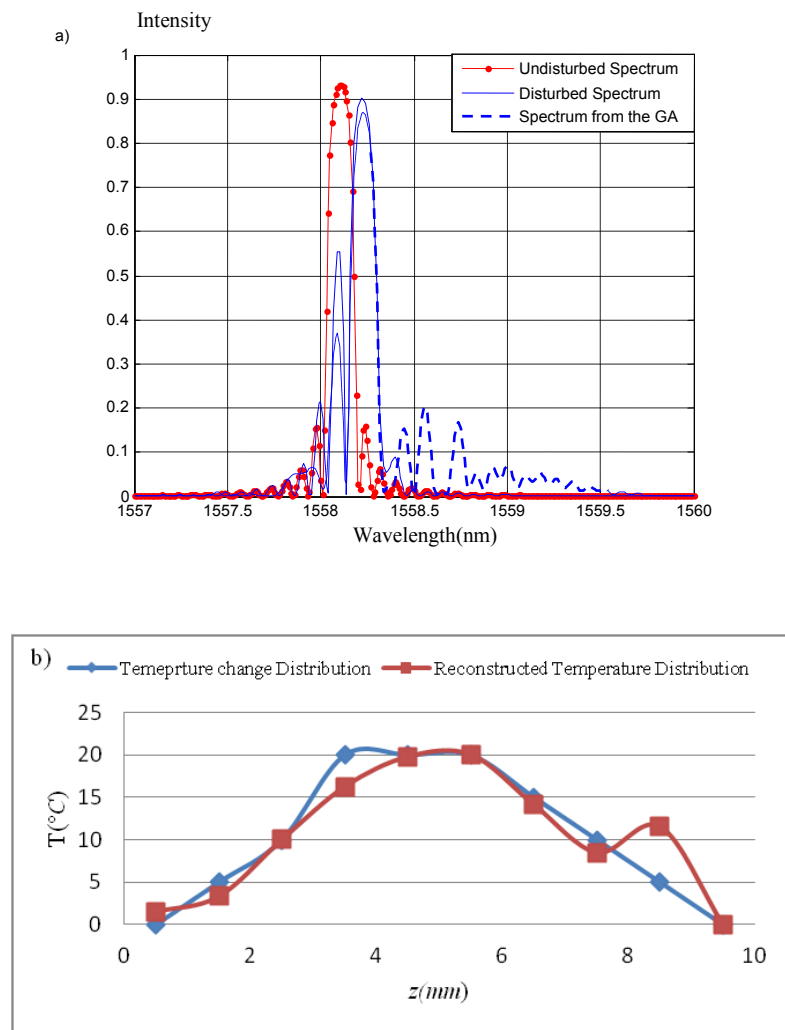 Intensity
a)
1
0.9
0.8
0.7
0.6
0.5
0.4
0.3
0.2
0.1
0
Undisturbed Spectrum
Disturbed Spectrum
Spectrum from the GA
1557 1557.5 1558 1558.5 1559 1559.5 1560
Wavelength(nm)
b) Temeprture change Distribution Reconstructed Temperature Distribution
25
20
15
10
5
0
T(°C)
0 2 4 6 8 10
z(mm)